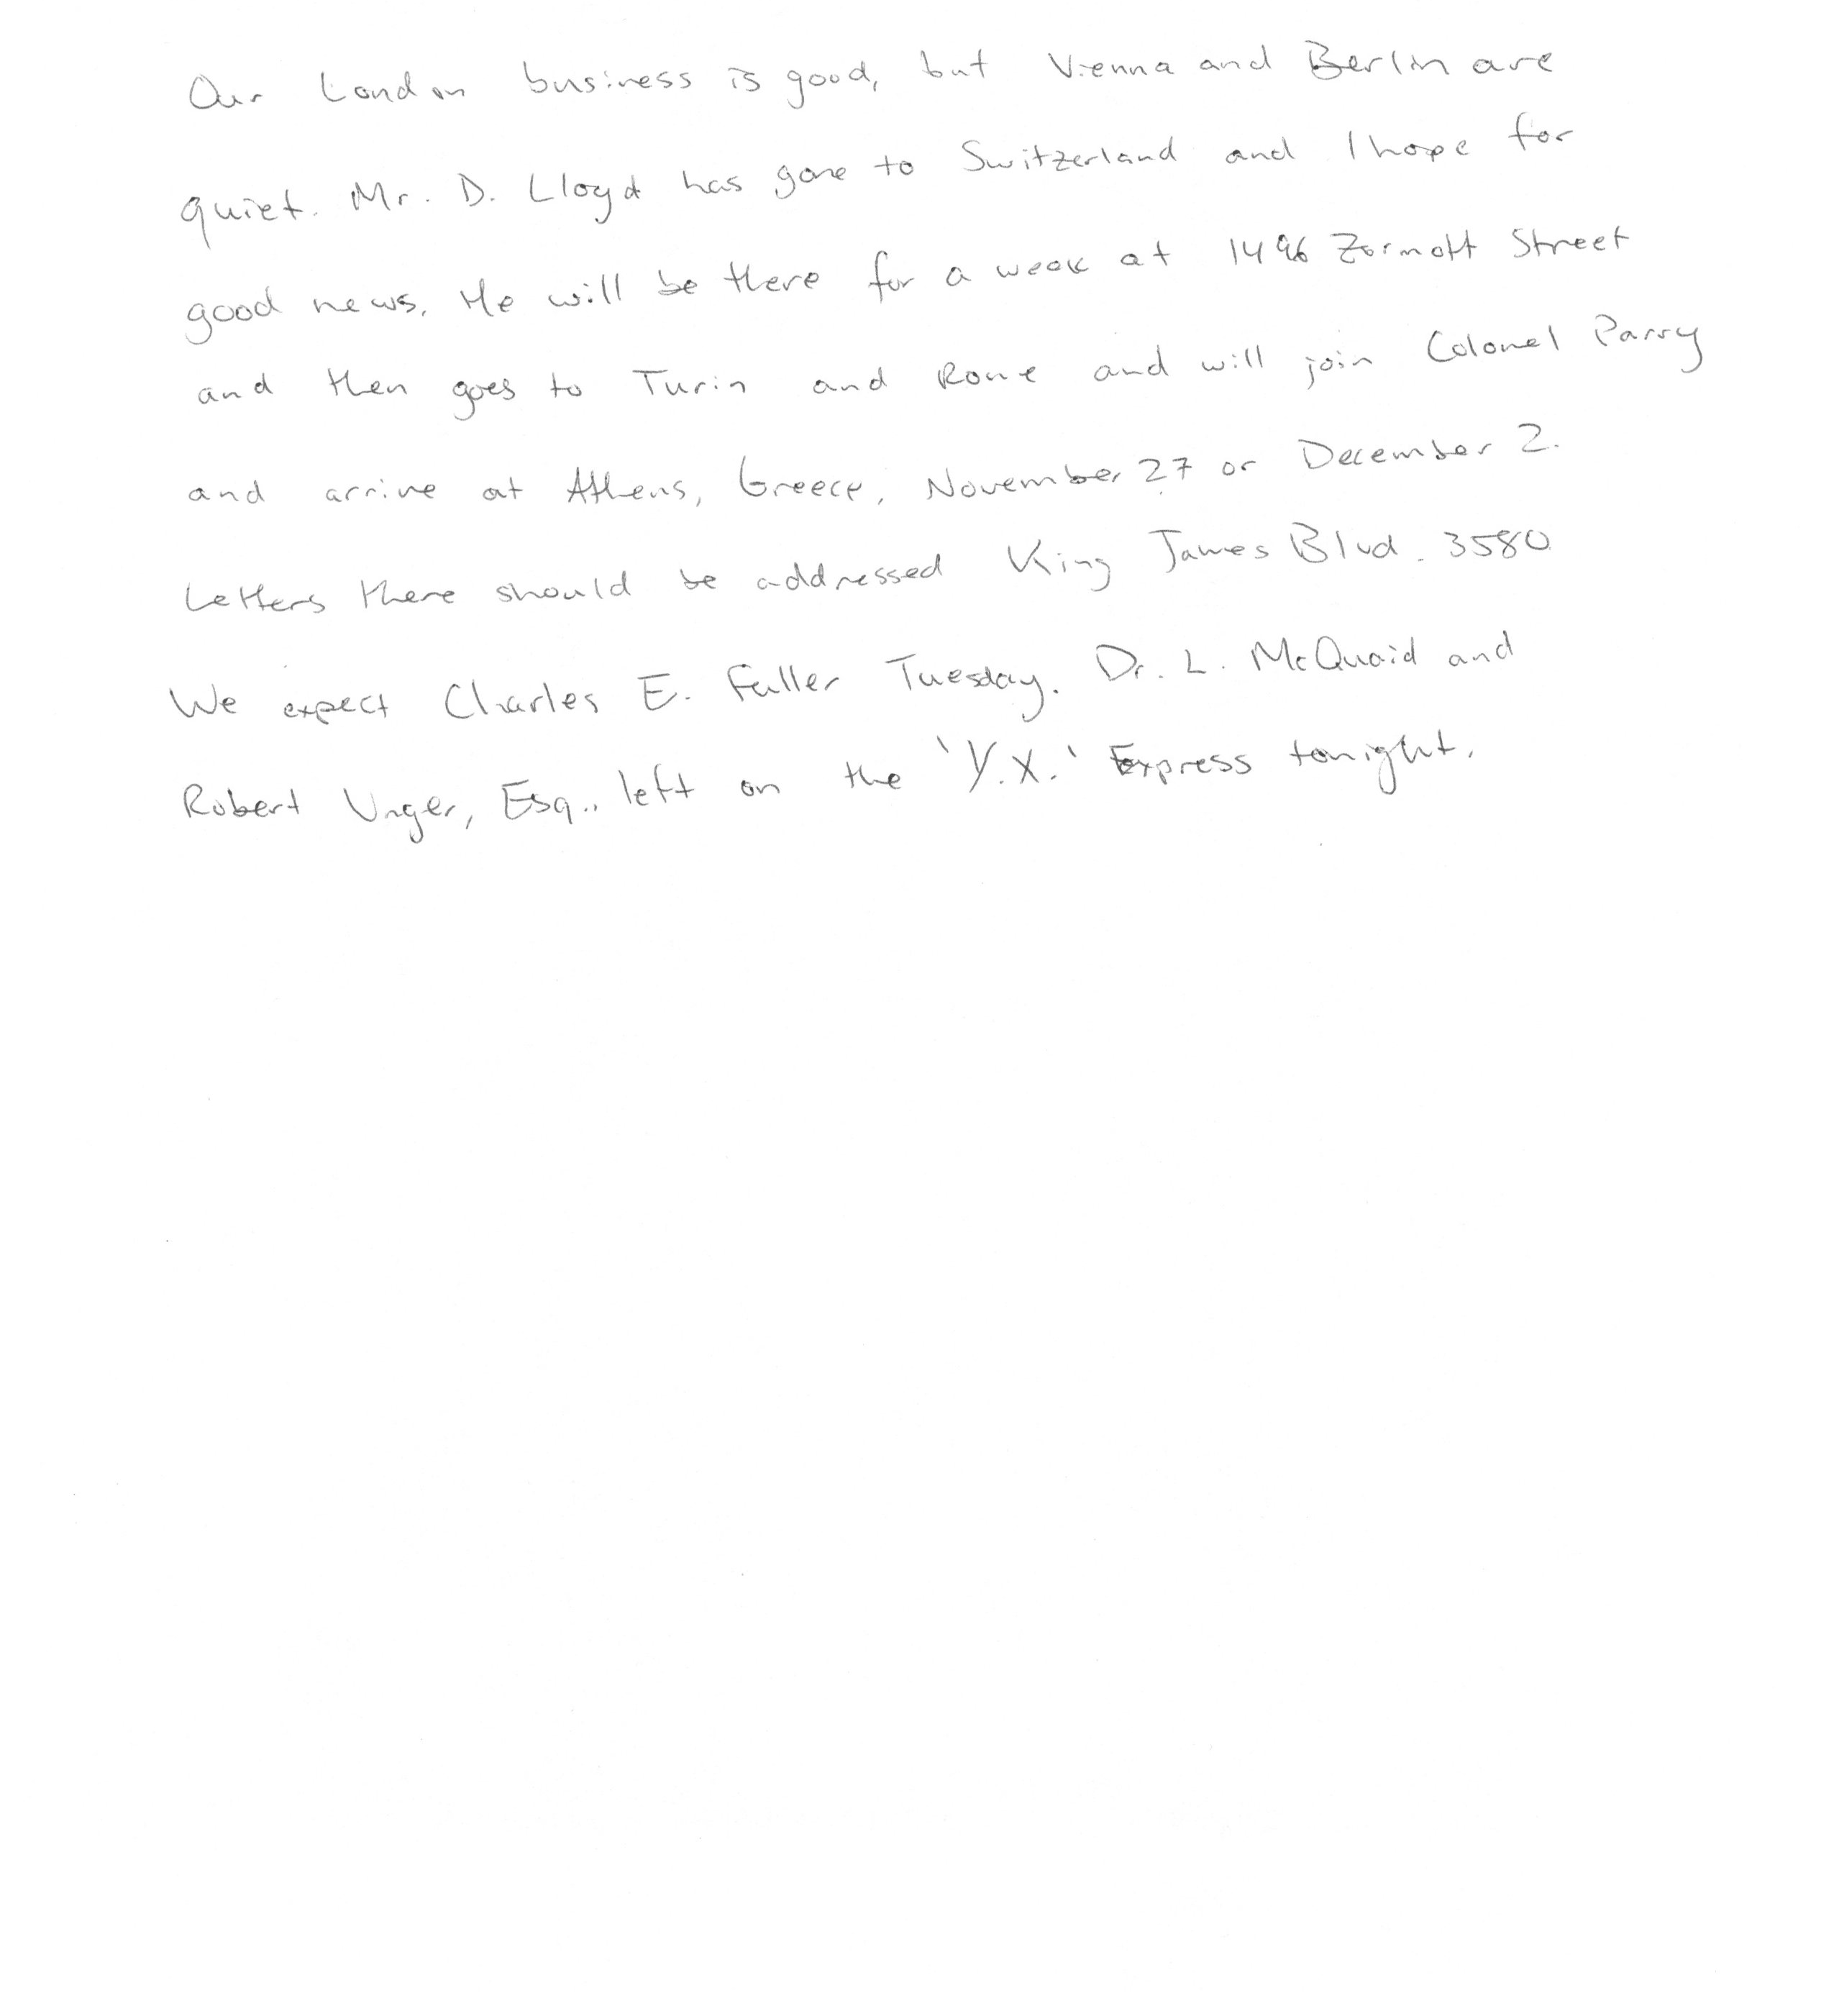 Our London business is good, but Vienna and Berlin are
quiet. Mr. D. Lloyd has gone to Switzerland and I hope for
good news. He will be there for a week at 1496 Zermott Street
and then goes to Turin and Rome and will join Colonel Parry
and arrive at Athens, Greece, November 27 or December 2.
Letters there should be addressed King James Blvd. 3580
We expect Charles E. Fuller Tuesday. Dr. L. McQuaid and
Robert Unger, Esq., left on the 'Y.X.' Express tonight.